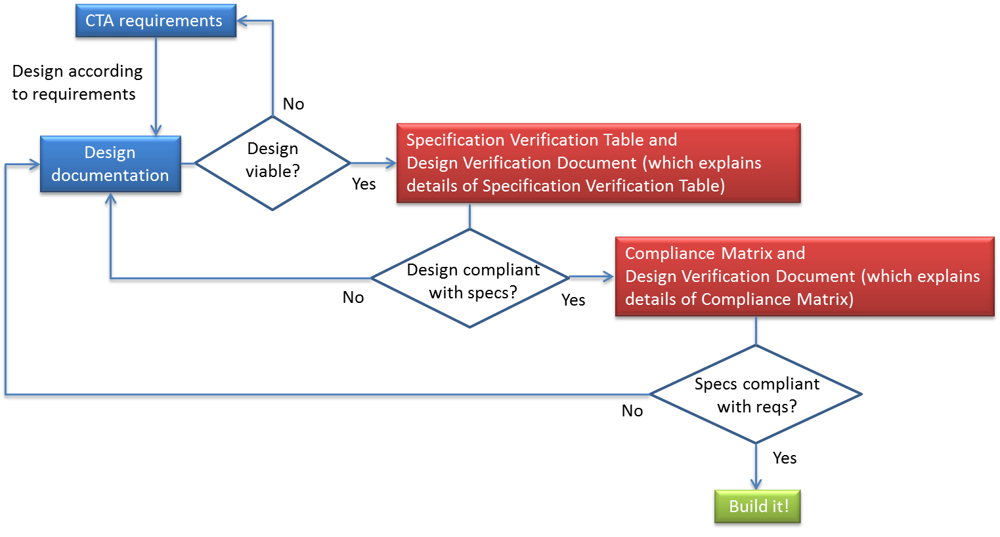 CTA requirements
Design according
to requirements
No
Design
documentation
Design
viable?
Yes
Specification Verification Table and
Design Verification Document (which explains
details of Specification Verification Table)
Design compliant
with specs?
No
Yes
Compliance Matrix and
Design Verification Document (which explains
details of Compliance Matrix)
Specs compliant
with reqs?
No
Yes
Build it!